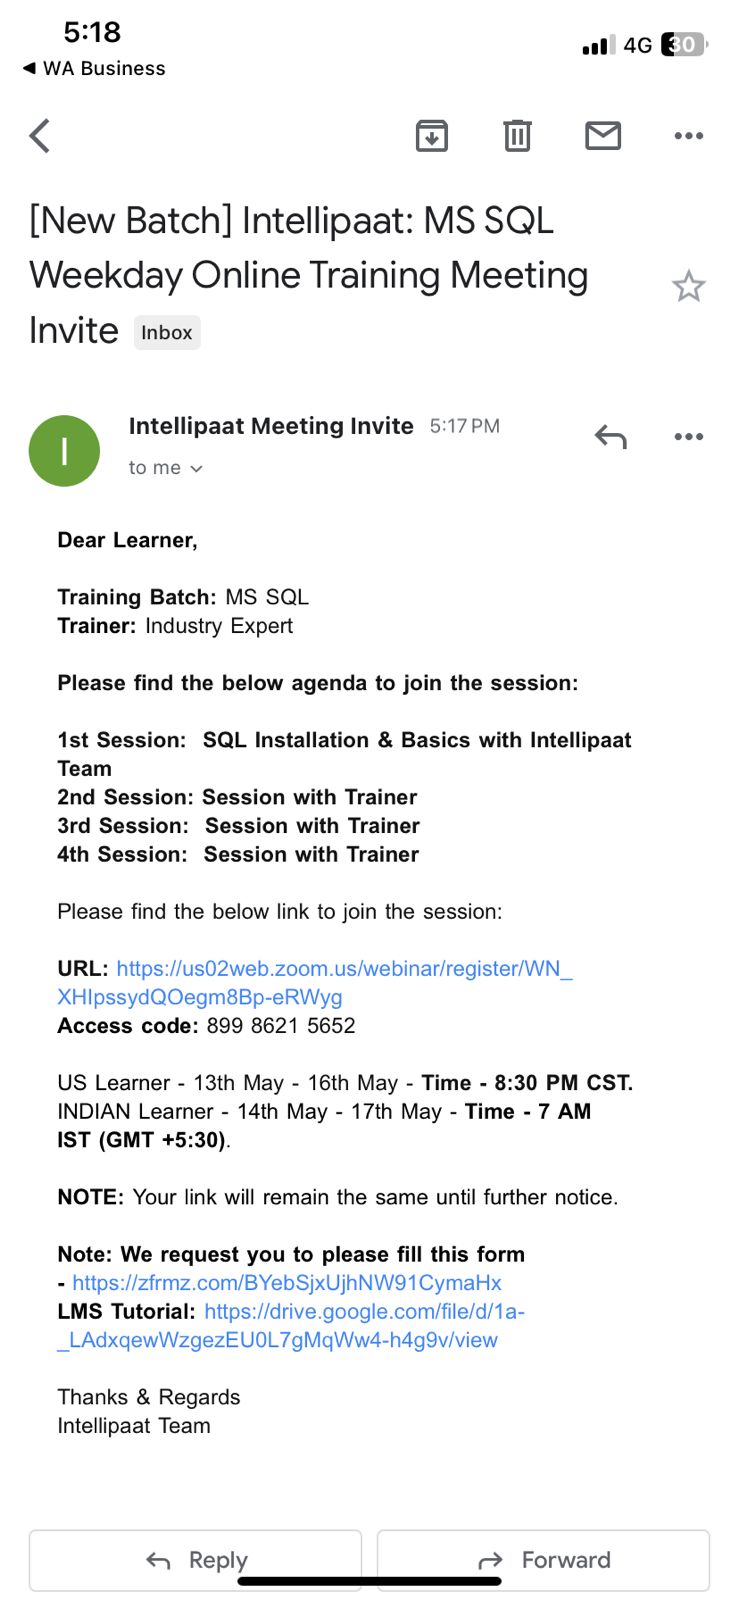 5:18
4G 30
◀ WA Business
[New Batch] Intellipaat: MS SQL
Weekday Online Training Meeting
Invite Inbox
I
Intellipaat Meeting Invite 5:17 PM
to me
Dear Learner,
Training Batch: MS SQL
Trainer: Industry Expert
Please find the below agenda to join the session:
1st Session:  SQL Installation & Basics with Intellipaat
Team
2nd Session: Session with Trainer
3rd Session:  Session with Trainer
4th Session:  Session with Trainer
Please find the below link to join the session:
URL: https://us02web.zoom.us/webinar/register/WN_
XHIpssydQOegm8Bp-eRWyg
Access code: 899 8621 5652
US Learner - 13th May - 16th May - Time - 8:30 PM CST.
INDIAN Learner - 14th May - 17th May - Time - 7 AM
IST (GMT +5:30).
NOTE: Your link will remain the same until further notice.
Note: We request you to please fill this form
- https://zfrmz.com/BYebSjxUjhNW91CymaHx
LMS Tutorial: https://drive.google.com/file/d/1a-
_LAdxqewWzgezEU0L7gMqWw4-h4g9v/view
Thanks & Regards
Intellipaat Team
Reply
Forward